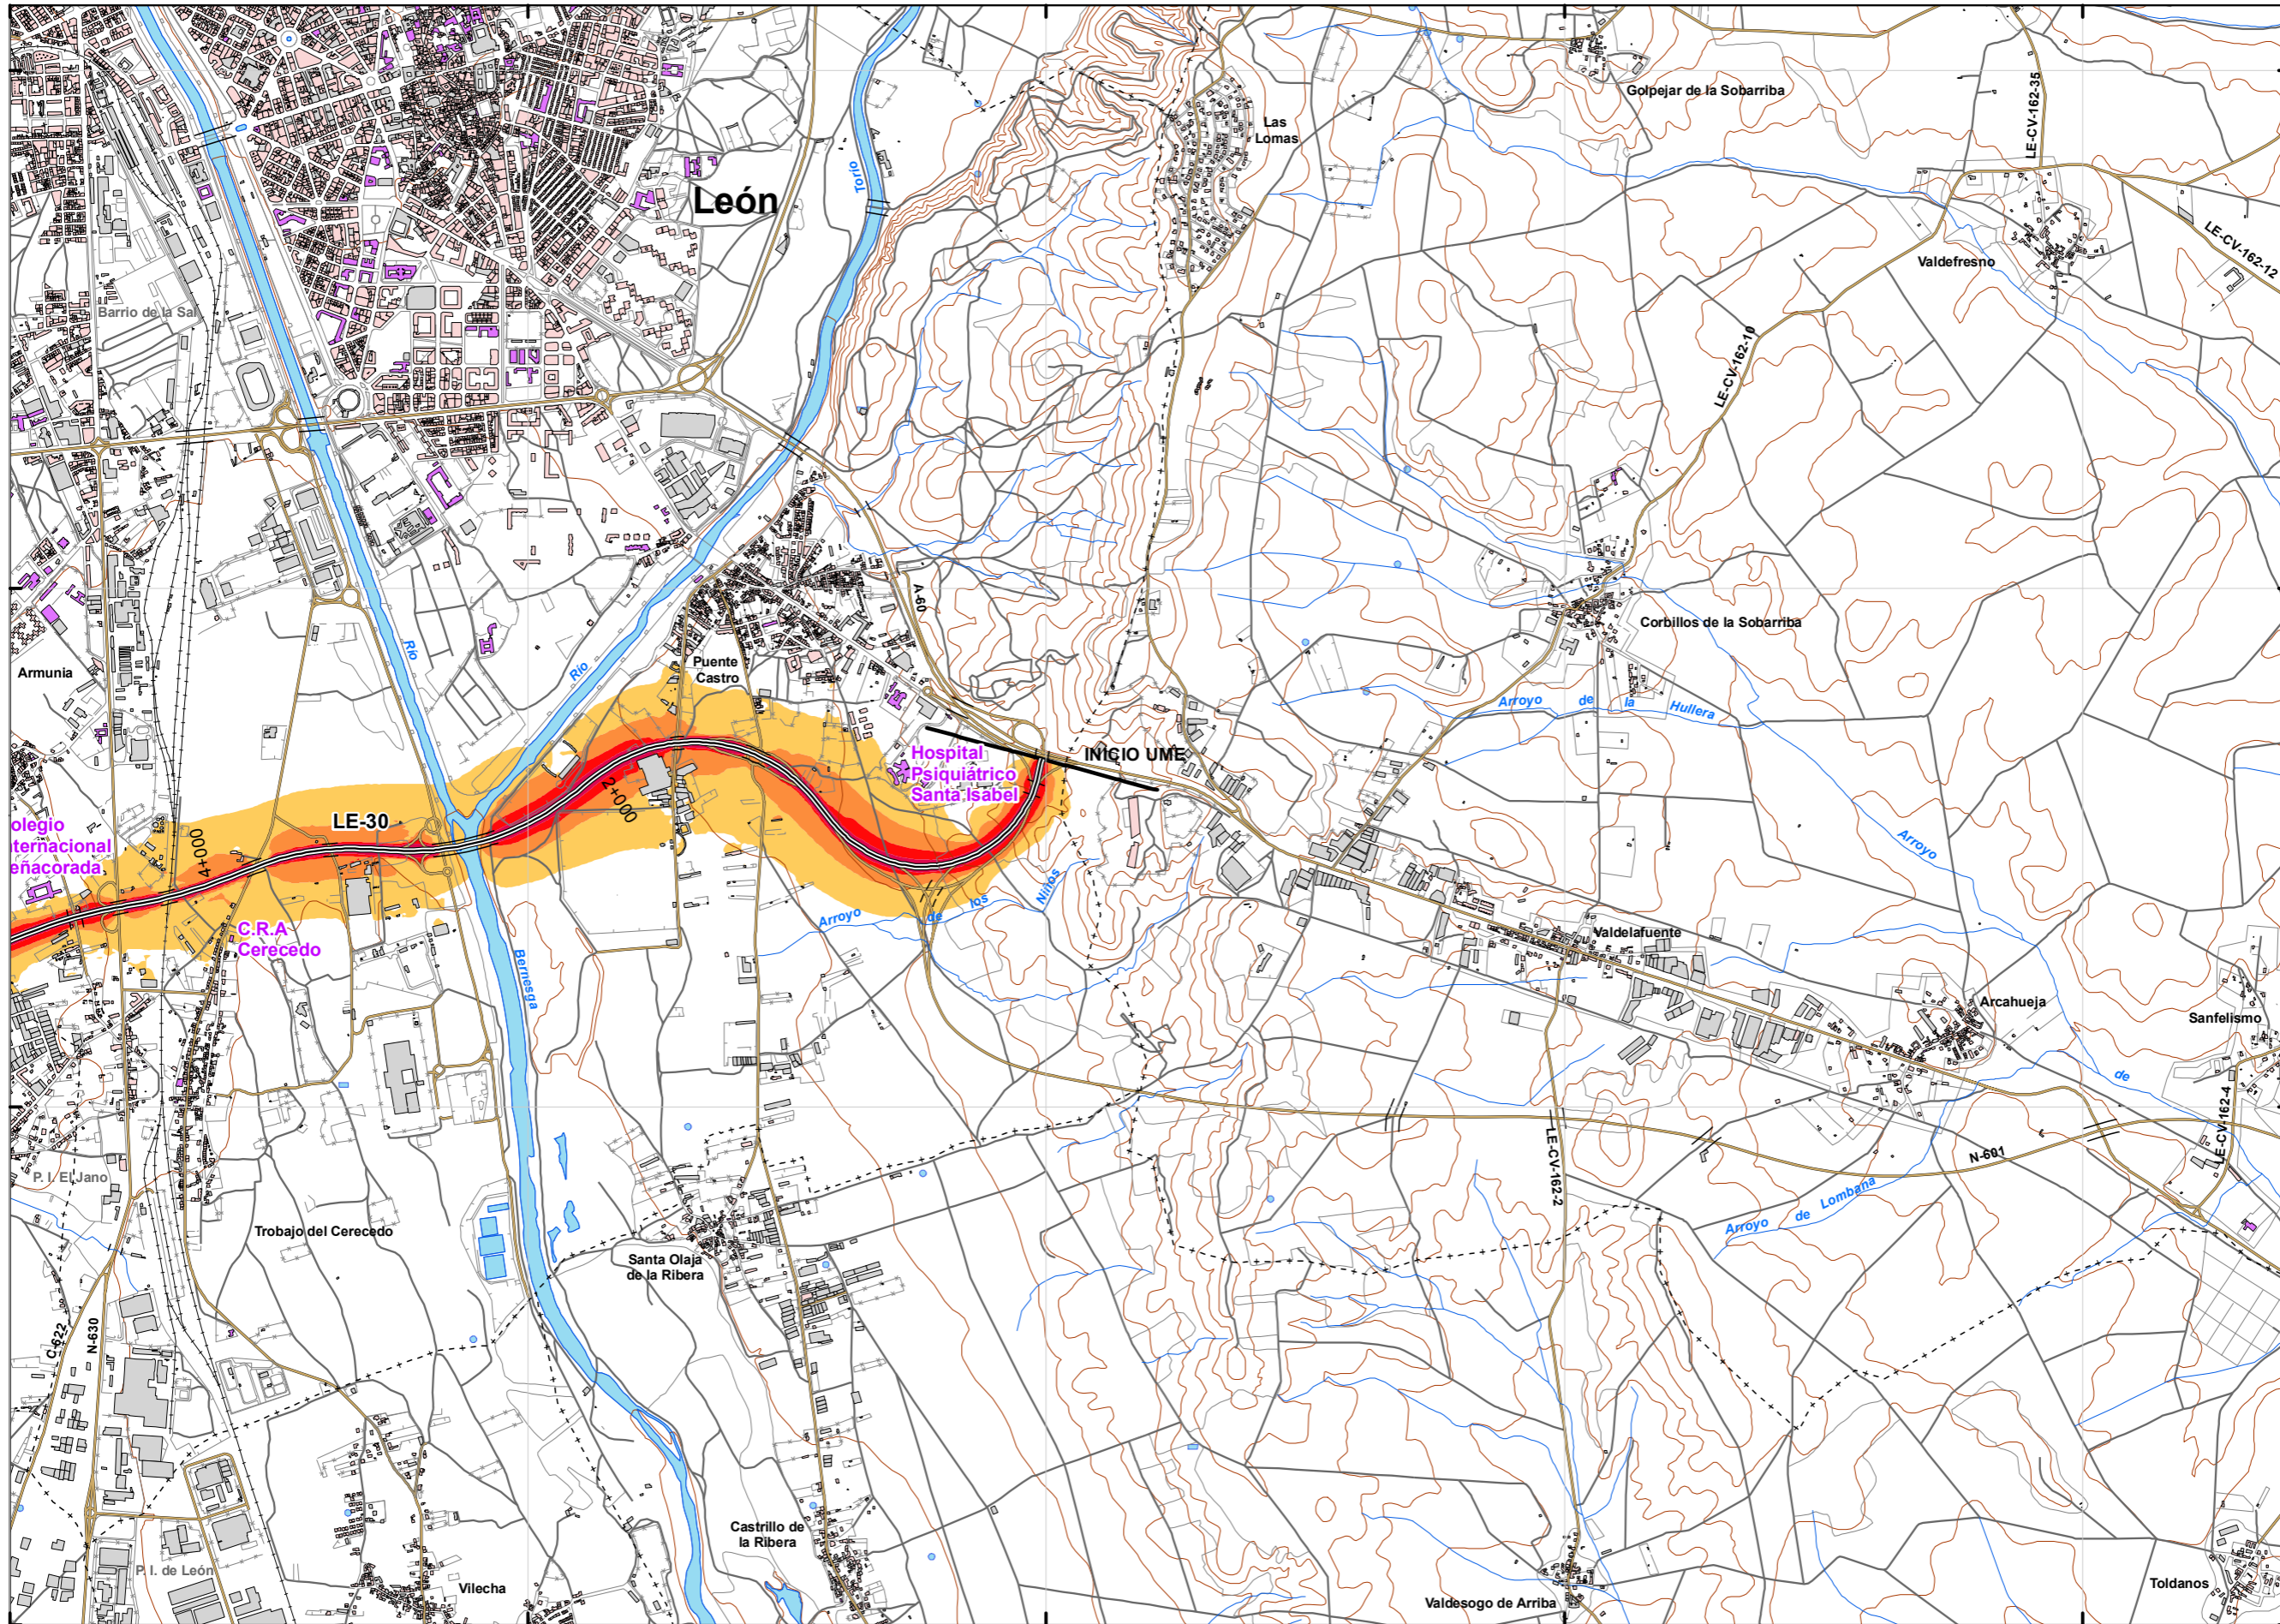 Golpejar de la Sobarriba
LE-CV-162-35
Las
Lomas
Torío
León
LE-CV-162-12
Valdefresno
Barrio de la Sal
LE-CV-162-10
A-60
Corbillos de la Sobarriba
Río
Río
Puente
Castro
Armunia
Arroyo de la Hullera
INICIO UME
Hospital
Psiquiátrico
Santa Isabel
2+000
LE-30
4+000
olegio
nternacional
eñacorada
Arroyo
Niños
los
de
Arroyo
C.R.A
Cerecedo
Valdelafuente
Bernesga
Arcahueja
Sanfelismo
de
LE-CV-162-4
LE-CV-162-2
N-601
P. I. El Jano
Arroyo de Lombana
Trobajo del Cerecedo
Santa Olaja
de la Ribera
C-622
N-630
Castrillo de
la Ribera
P. I. de León
Vilecha
Valdesogo de Arriba
Toldanos